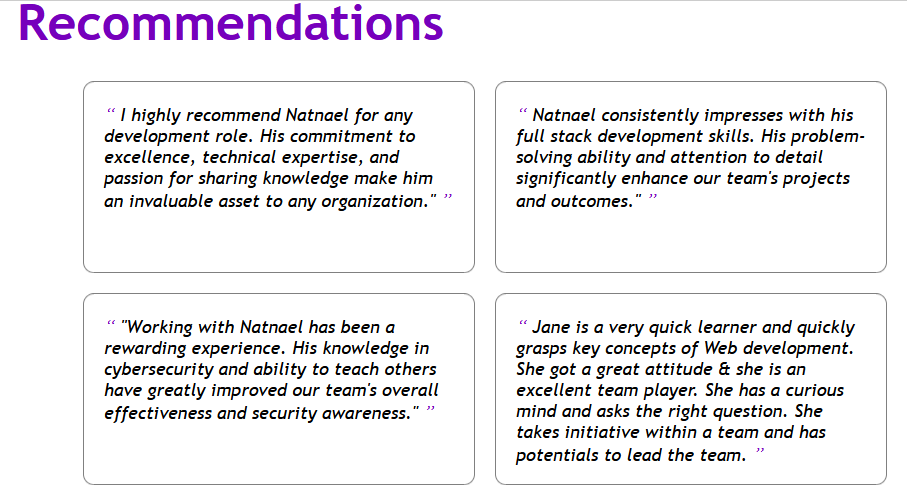 Recommendations
“ I highly recommend Natnael for any
development role. His commitment to
excellence, technical expertise, and
passion for sharing knowledge make him
an invaluable asset to any organization." ”
“ Natnael consistently impresses with his
full stack development skills. His problem-
solving ability and attention to detail
significantly enhance our team's projects
and outcomes." ”
“ "Working with Natnael has been a
rewarding experience. His knowledge in
cybersecurity and ability to teach others
have greatly improved our team's overall
effectiveness and security awareness." ”
“ Jane is a very quick learner and quickly
grasps key concepts of Web development.
She got a great attitude & she is an
excellent team player. She has a curious
mind and asks the right question. She
takes initiative within a team and has
potentials to lead the team. ”